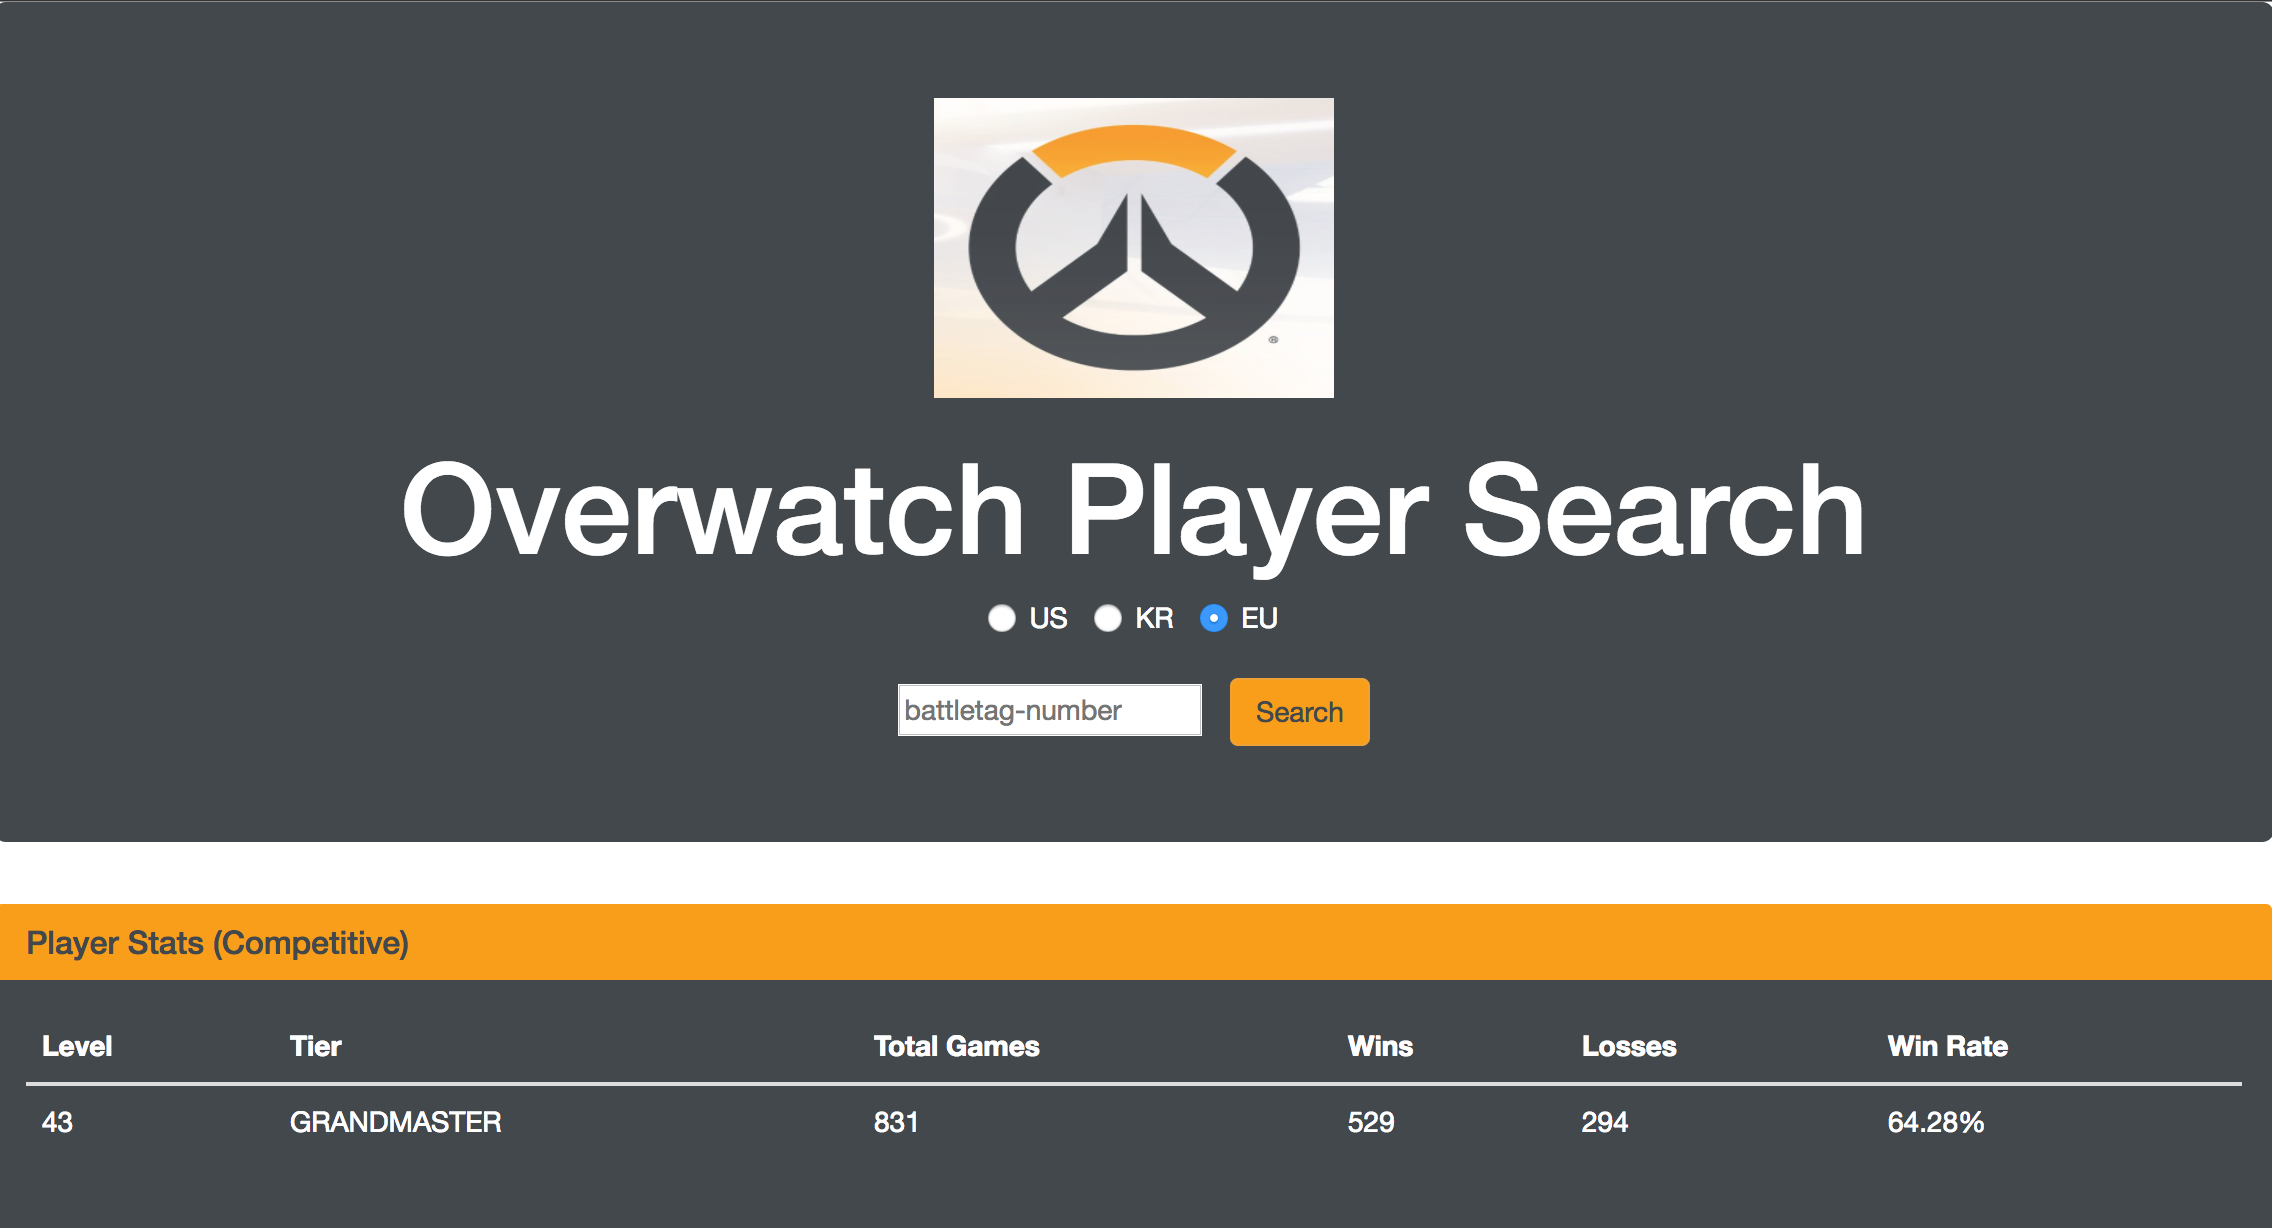 ®
Overwatch Player Search
US KR EU
battletag-number Search
Player Stats (Competitive)
Level Tier Total Games Wins Losses Win Rate
43 GRANDMASTER 831 529 294 64.28%